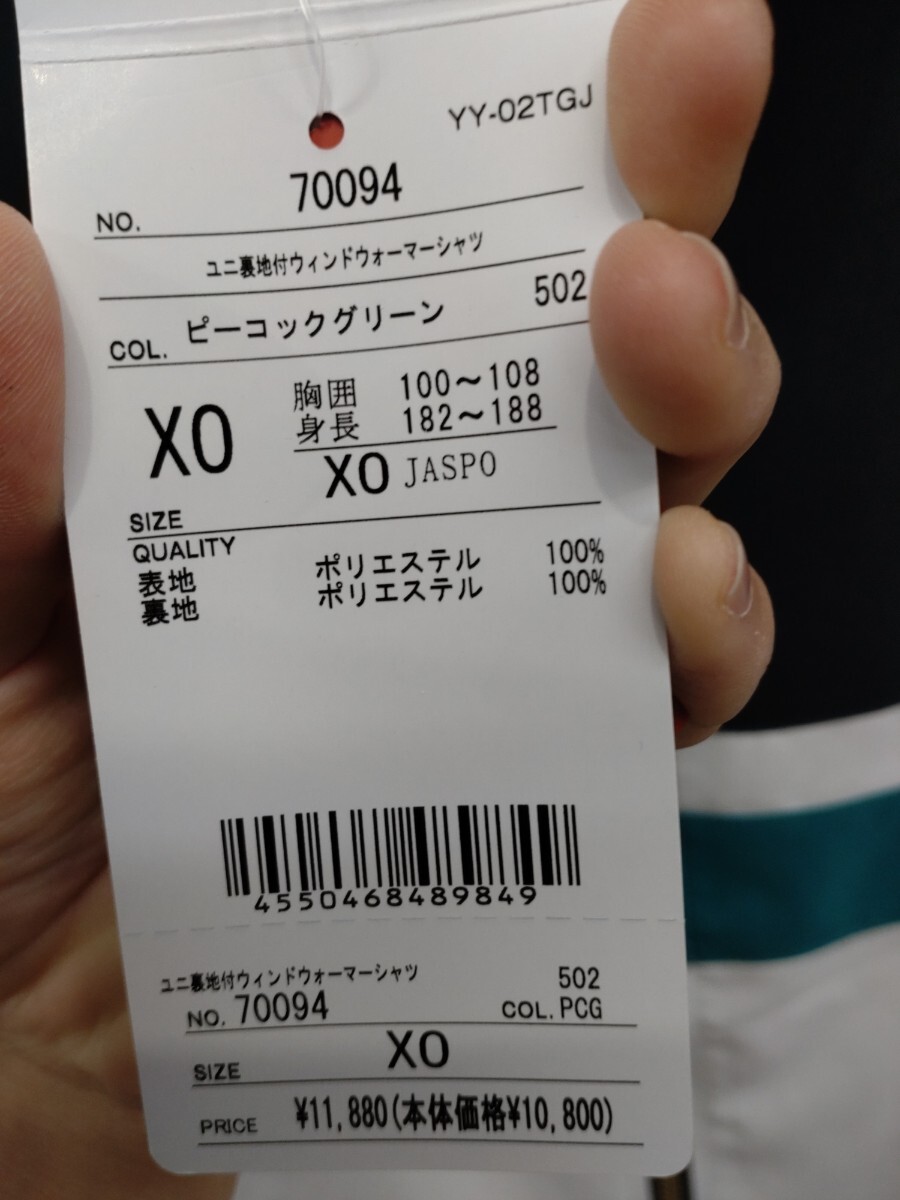 YY-02TGJ
NO. 70094
ユニ裏地付ウィンドウォーマーシャツ
COL. ピーコックグリーン 502
XO 胸囲 100～108
身長 182～188
XO JASPO
SIZE
QUALITY
表地 ポリエステル 100%
裏地 ポリエステル 100%
4550468489849
ユニ裏地付ウィンドウォーマーシャツ 502
NO. 70094 COL. PCG
SIZE XO
PRICE ¥11,880(本体価格¥10,800)